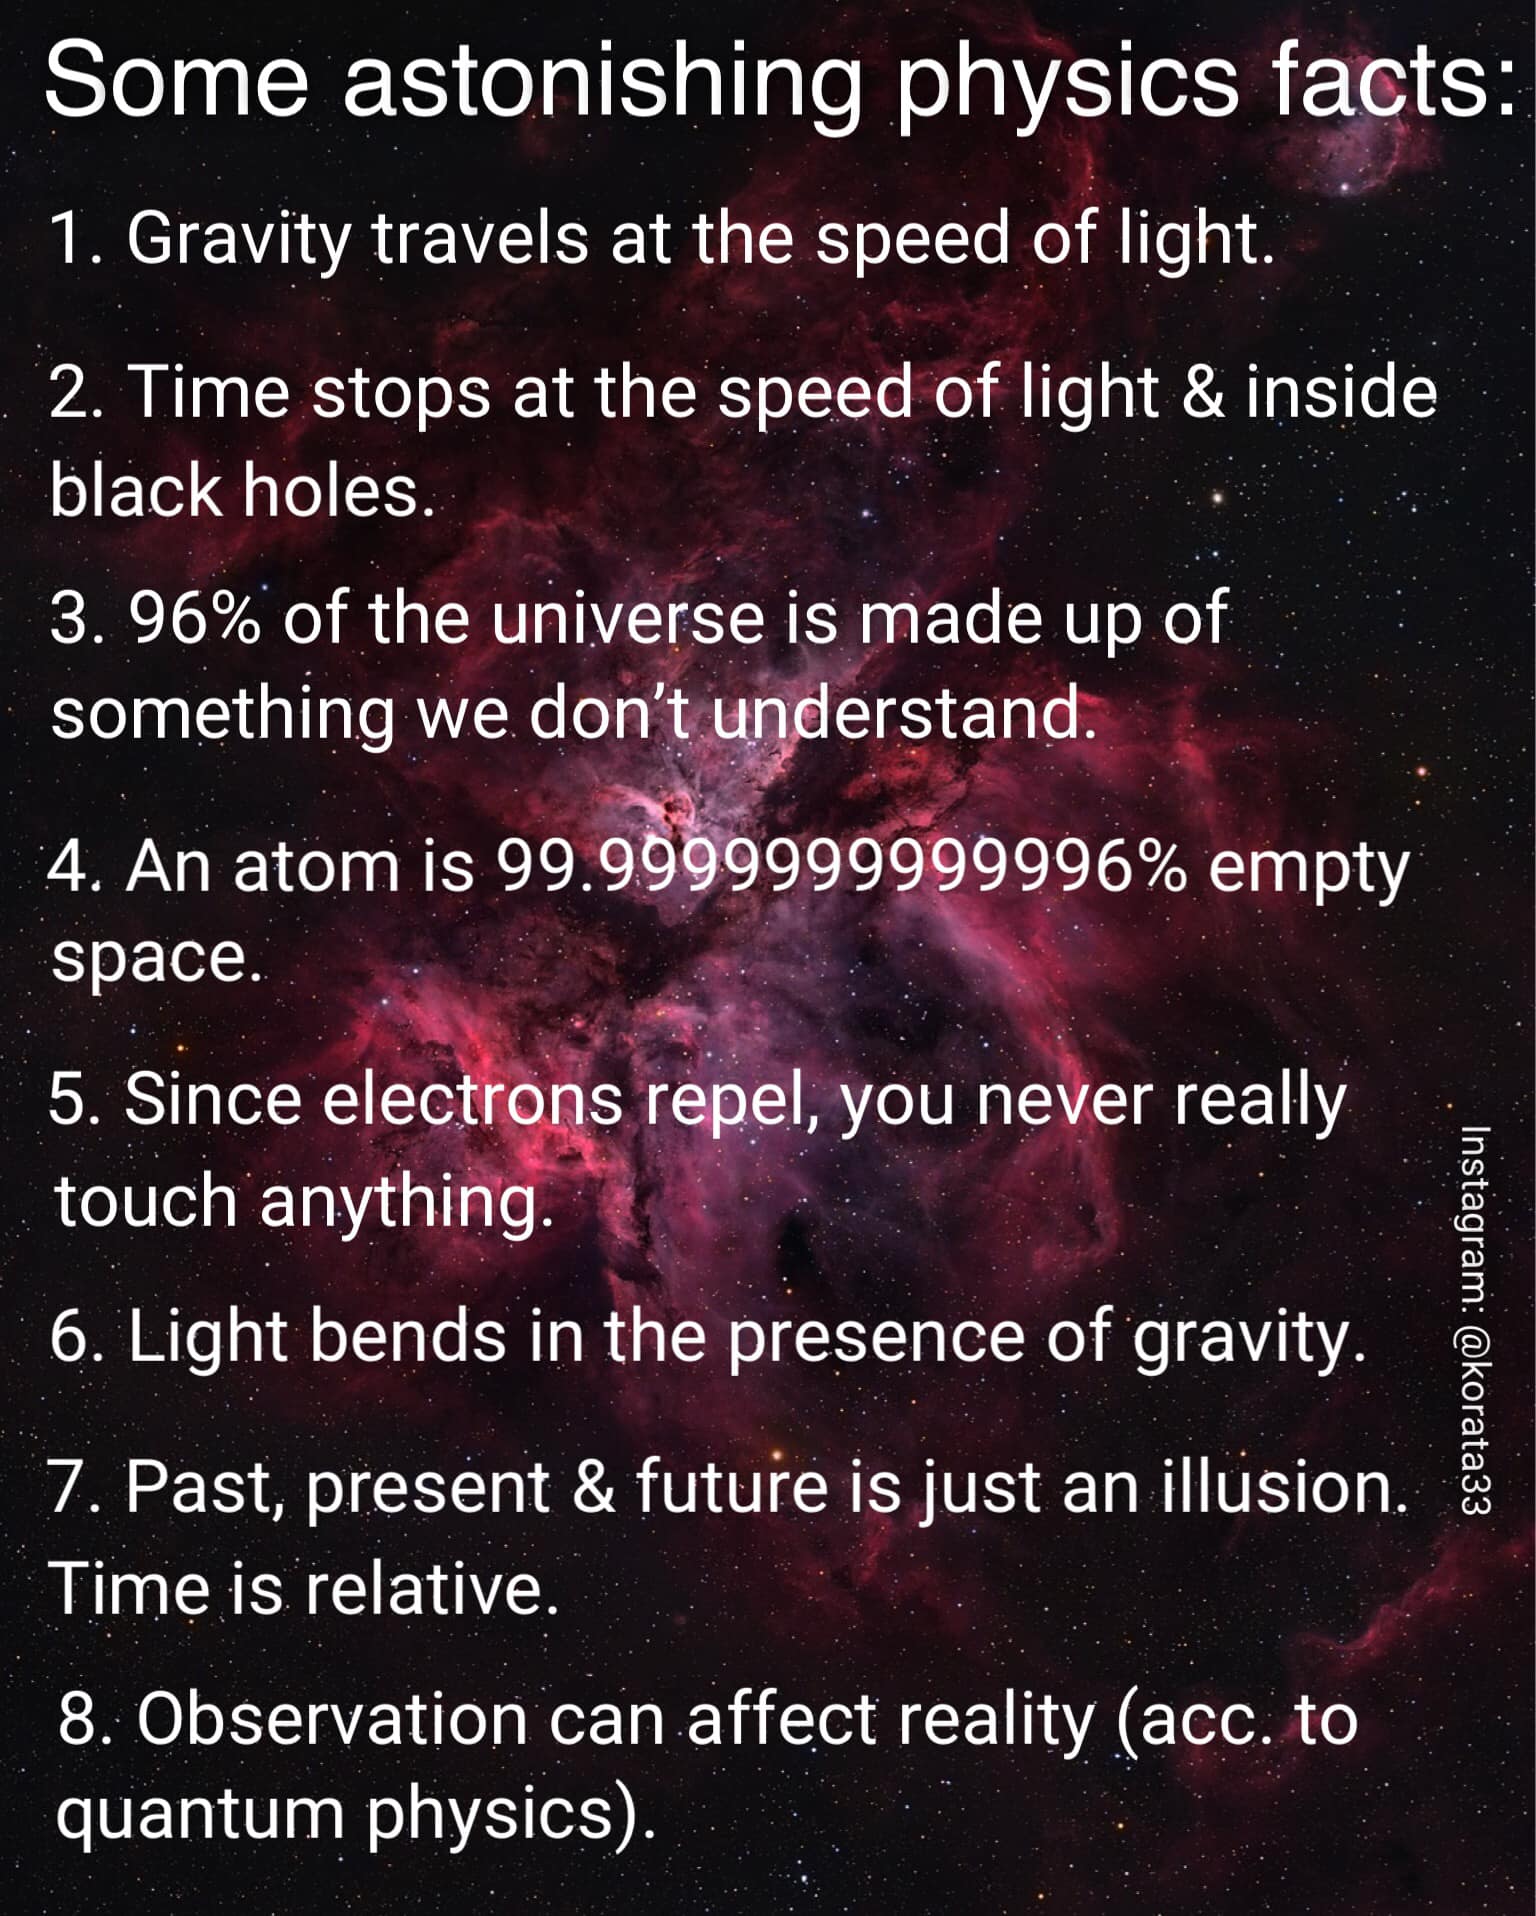 Some astonishing physics facts:
1. Gravity travels at the speed of light.
2. Time stops at the speed of light & inside
black holes.
3. 96% of the universe is made up of
something we don’t understand.
4. An atom is 99.9999999999996% empty
space.
5. Since electrons repel, you never really
touch anything.
6. Light bends in the presence of gravity.
7. Past, present & future is just an illusion.
Time is relative.
8. Observation can affect reality (acc. to
quantum physics).
Instagram: @korata33